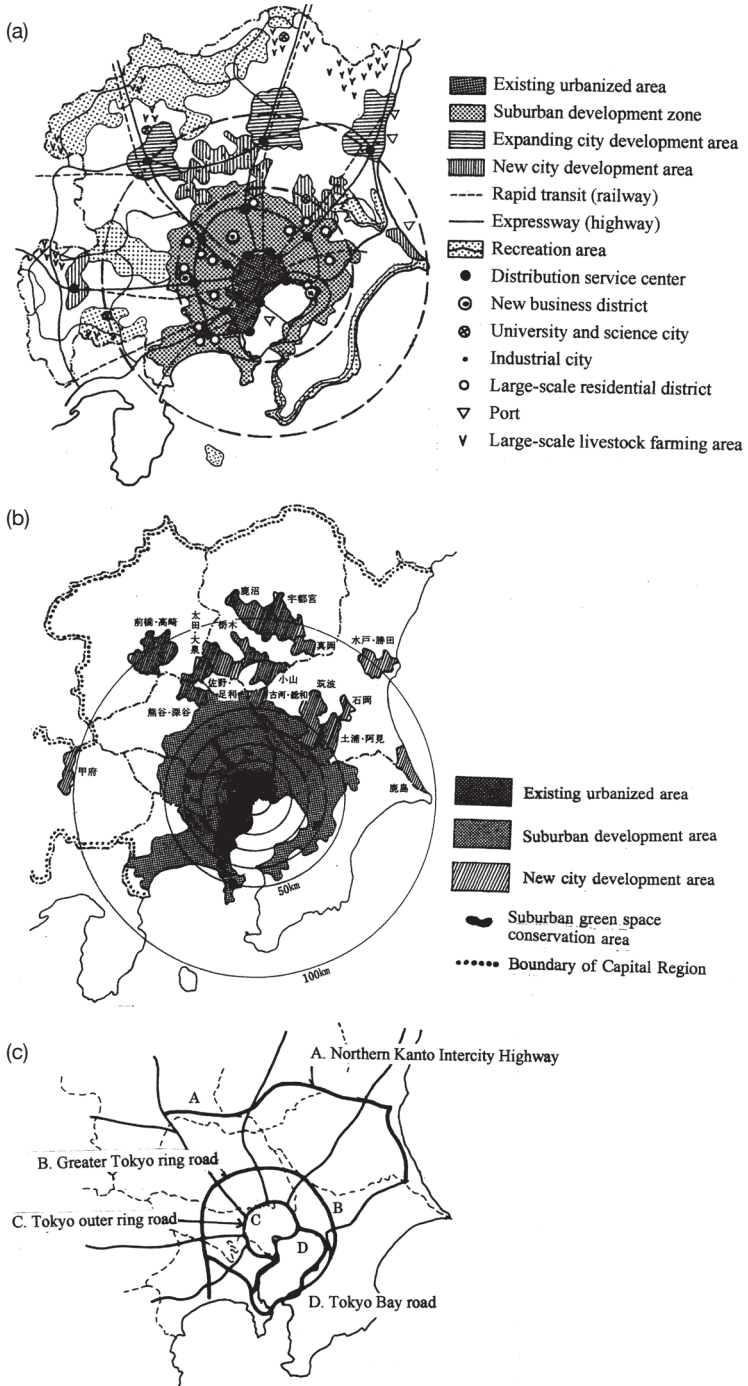 (a)
Existing urbanized area
Suburban development zone
Expanding city development area
New city development area
Rapid transit (railway)
Expressway (highway)
Recreation area
Distribution service center
New business district
University and science city
Industrial city
Large-scale residential district
Port
Large-scale livestock farming area
(b)
鹿沼
宇都宮
前橋・高崎
太田・大泉
栃木
真岡
水戸・勝田
佐野・足利
小山
筑波
石岡
古河・総和
熊谷・深谷
土浦・阿見
甲府
鹿島
50km
100km
Existing urbanized area
Suburban development area
New city development area
Suburban green space
conservation area
Boundary of Capital Region
(c)
A. Northern Kanto Intercity Highway
A
B. Greater Tokyo ring road
B
C. Tokyo outer ring road
C
D
D. Tokyo Bay road